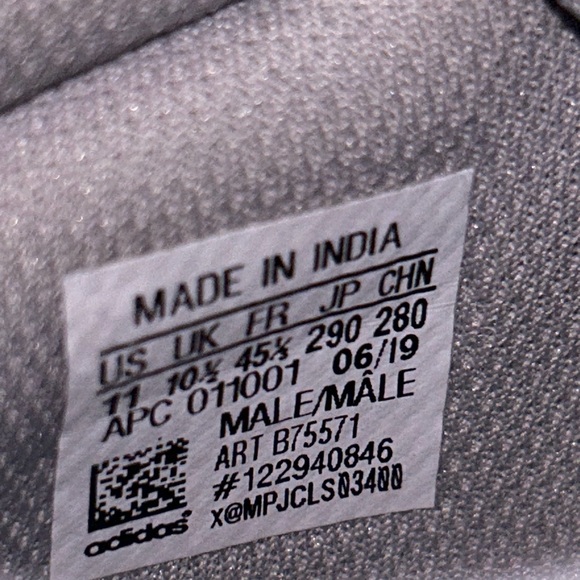 MADE IN INDIA
US UK FR JP CHN
11 10½ 45⅓ 290 280
APC 011001 06/19
MALE/MÂLE
ART B75571
#122940846
x@MPJCLS03400
adidas